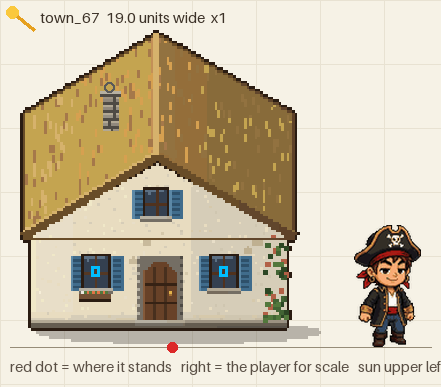 town_67 19.0 units wide x1
red dot = where it stands right = the player for scale sun upper lef